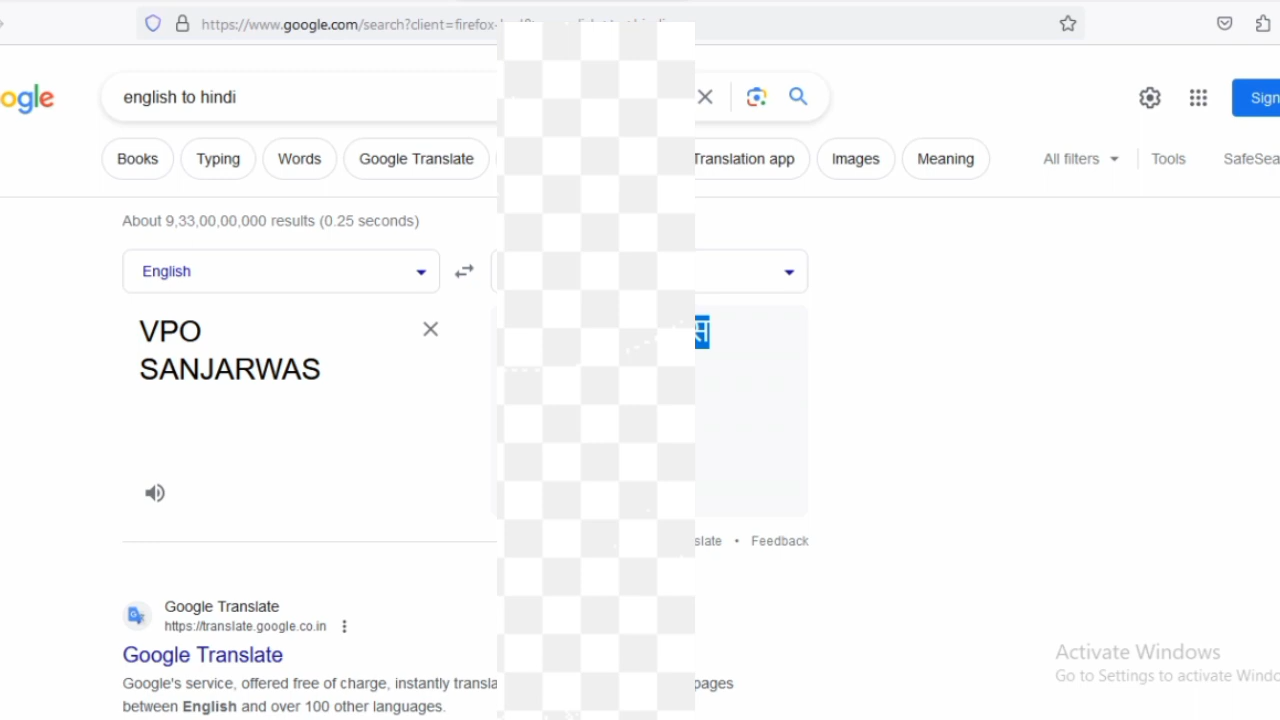 https://www.google.com/search?client=firefox-
ogle
english to hindi
Sign
Books
Typing
Words
Google Translate
Translation app
Images
Meaning
All filters
Tools
SafeSea
About 9,33,00,00,000 results (0.25 seconds)
English
VPO
SANJARWAS
slate • Feedback
Google Translate
https://translate.google.co.in
Google Translate
Google's service, offered free of charge, instantly transla pages
between English and over 100 other languages.
Activate Windows
Go to Settings to activate Windo